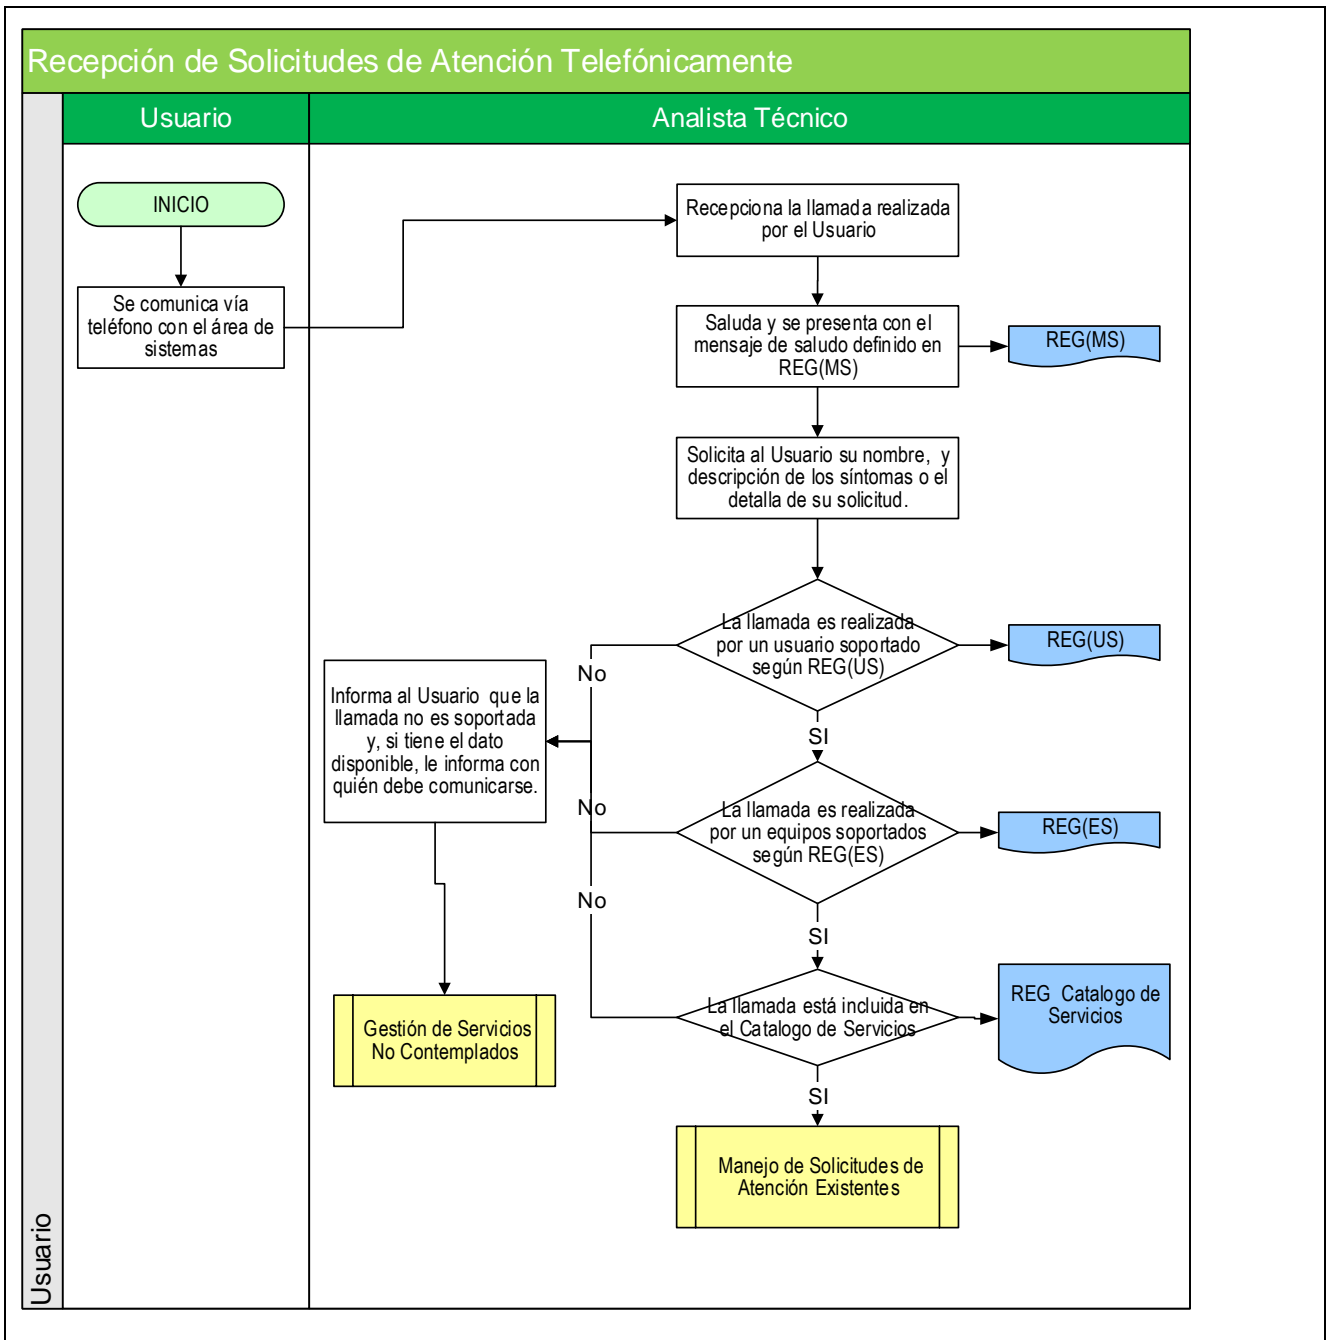 Recepción de Solicitudes de Atención Telefónicamente
Usuario
Analista Técnico
INICIO
Se comunica vía
teléfono con el área de
sistemas
Recepciona la llamada realizada
por el Usuario
Saluda y se presenta con el
mensaje de saludo definido en
REG(MS)
REG(MS)
Solicita al Usuario su nombre, y
descripción de los síntomas o el
detalla de su solicitud.
La llamada es realizada
por un usuario soportado
según REG(US)
REG(US)
No
SI
Informa al Usuario que la
llamada no es soportada
y, si tiene el dato
disponible, le informa con
quién debe comunicarse.
La llamada es realizada
por un equipos soportados
según REG(ES)
REG(ES)
No
SI
No
La llamada está incluida en
el Catalogo de Servicios
REG Catalogo de
Servicios
Gestión de Servicios
No Contemplados
SI
Manejo de Solicitudes de
Atención Existentes
Usuario